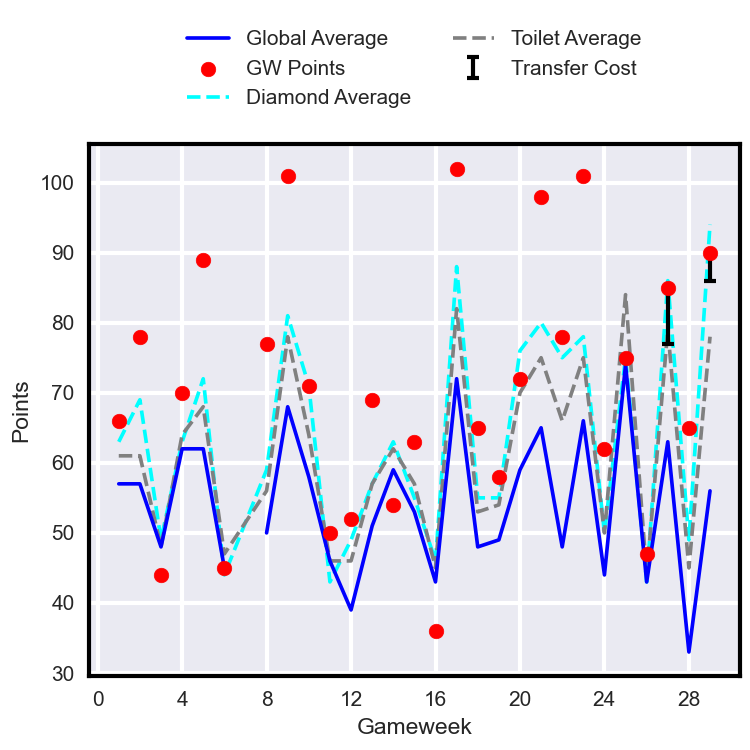 Global Average
GW Points
Diamond Average
Toilet Average
Transfer Cost
100
90
80
70
60
50
40
30
Points
0 4 8 12 16 20 24 28
Gameweek